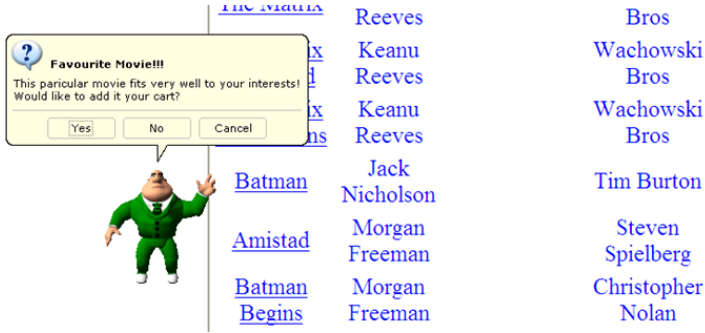 Favourite Movie!!!
This paricular movie fits very well to your interests!
Would like to add it your cart?
Yes No Cancel
The Matrix
Reeves Bros
Keanu Wachowski
Reeves Bros
Keanu Wachowski
Reeves Bros
Batman Jack Nicholson Tim Burton
Amistad Morgan Freeman Steven Spielberg
Batman Morgan Christopher
Begins Freeman Nolan